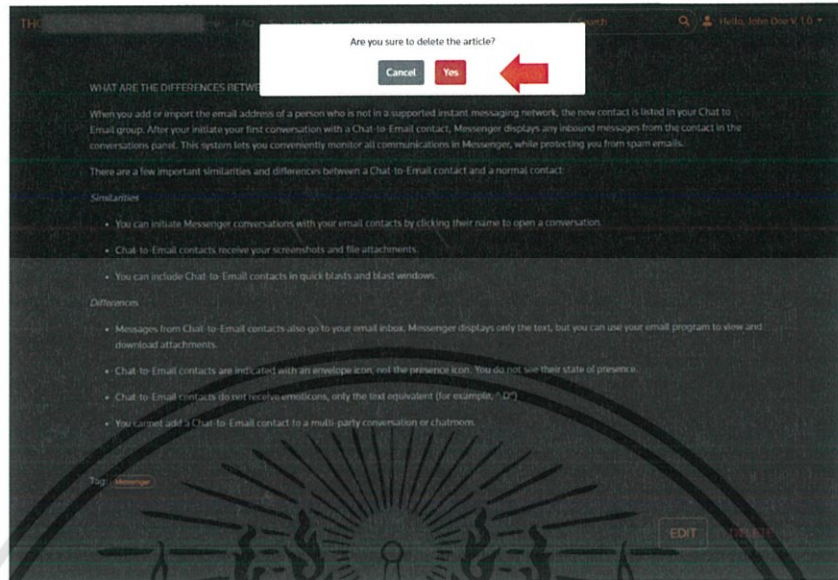 THO
FAQ
Search
Hello, John Doe V. 1.0
Are you sure to delete the article?
Cancel Yes
WHAT ARE THE DIFFERENCES BETWE
When you add or import the email address of a person who is not in a supported instant messaging network, the new contact is listed in your Chat to
Email group. After your initiate your first conversation with a Chat-to-Email contact, Messenger displays any inbound messages from the contact in the
conversations panel. This system lets you conveniently monitor all communications in Messenger, while protecting you from spam emails.
There are a few important similarities and differences between a Chat-to-Email contact and a normal contact:
Similarities
• You can initiate Messenger conversations with your email contacts by clicking their name to open a conversation.
• Chat-to-Email contacts receive your screenshots and file attachments.
• You can include Chat-to-Email contacts in quick blasts and blast windows.
Differences
• Messages from Chat-to-Email contacts also go to your email inbox. Messenger displays only the text, but you can use your email program to view and
download attachments.
• Chat-to-Email contacts are indicated with an envelope icon, not the presence icon. You do not see their state of presence.
• Chat-to-Email contacts do not receive emoticons, only the text equivalent (for example, ":D")
• You cannot add a Chat-to-Email contact to a multi-party conversation or chatroom.
Tag: Messenger
EDIT DELETE